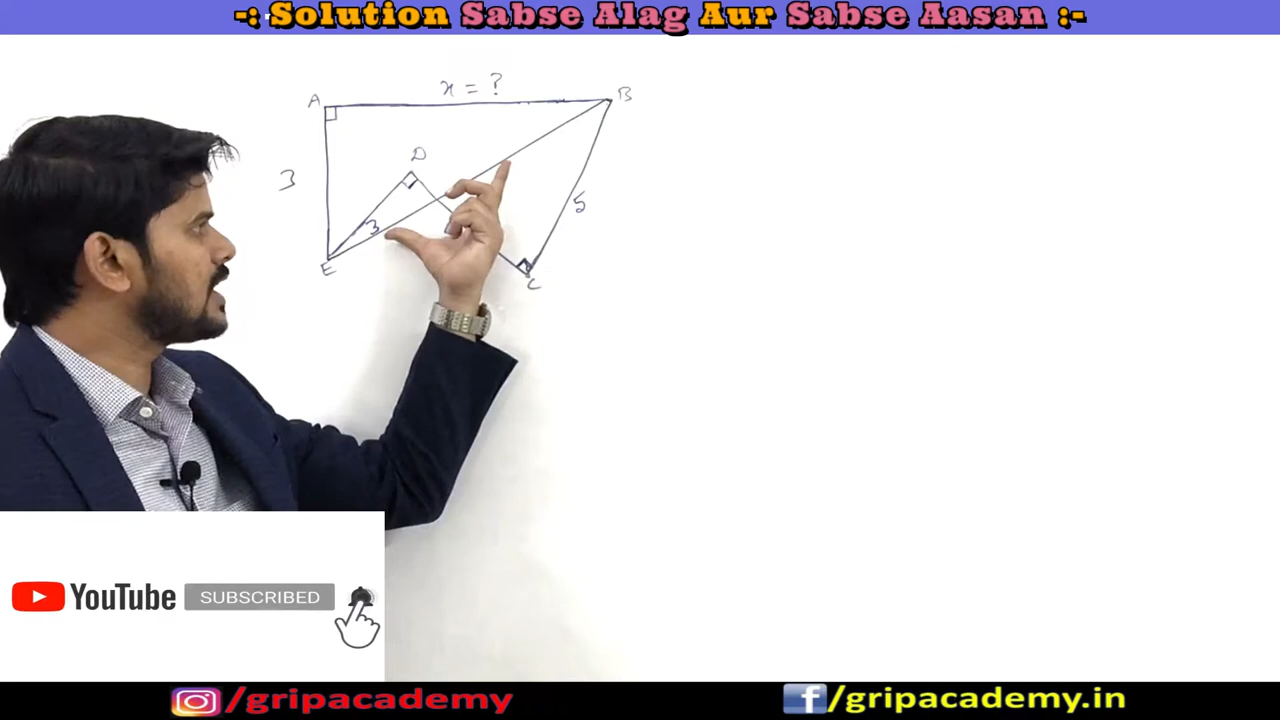 -: Solution Sabse Alag Aur Sabse Aasan :-
x = ?
A
B
D
3
5
3
E
C
YouTube
SUBSCRIBED
/gripacademy
/gripacademy.in